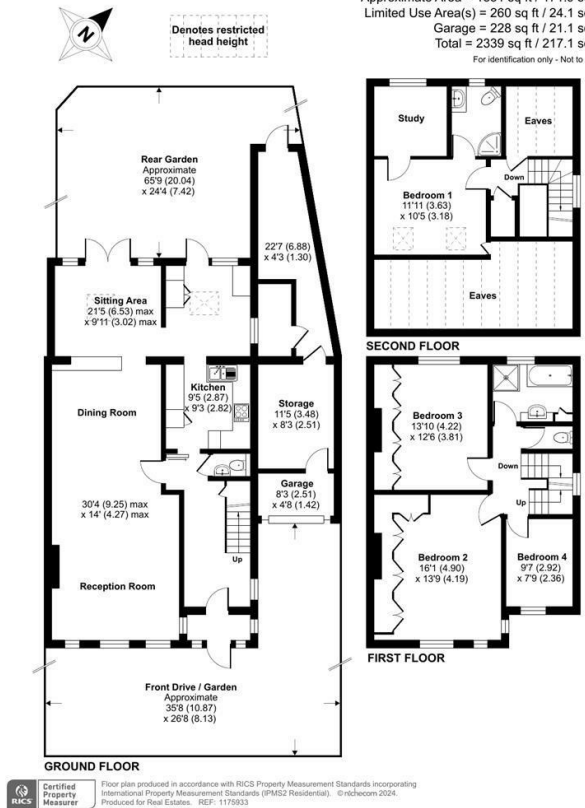 N
Denotes restricted
head height
Limited Use Area(s) = 260 sq ft / 24.1
Garage = 228 sq ft / 21.1
Total = 2339 sq ft / 217.1
For identification only - Not to
Rear Garden
Approximate
65'9 (20.04)
x 24'4 (7.42)
22'7 (6.88)
x 4'3 (1.30)
Sitting Area
21'5 (6.53) max
x 9'11 (3.02) max
Kitchen
9'5 (2.87)
x 9'3 (2.82)
Dining Room
Storage
11'5 (3.48)
x 8'3 (2.51)
Garage
8'3 (2.51)
x 4'8 (1.42)
30'4 (9.25) max
x 14' (4.27) max
Reception Room
Up
Front Drive / Garden
Approximate
35'8 (10.87)
x 26'8 (8.13)
GROUND FLOOR
Study
Eaves
Down
Bedroom 1
11'11 (3.63)
x 10'5 (3.18)
Eaves
SECOND FLOOR
Bedroom 3
13'10 (4.22)
x 12'6 (3.81)
Down
Up
Bedroom 2
16'1 (4.90)
x 13'9 (4.19)
Bedroom 4
9'7 (2.92)
x 7'9 (2.36)
FIRST FLOOR
RICS
Certified
Property
Measurer
Floor plan produced in accordance with RICS Property Measurement Standards incorporating
International Property Measurement Standards (IPMS2 Residential). © nichecom 2024.
Produced for Real Estates. REF: 1175933